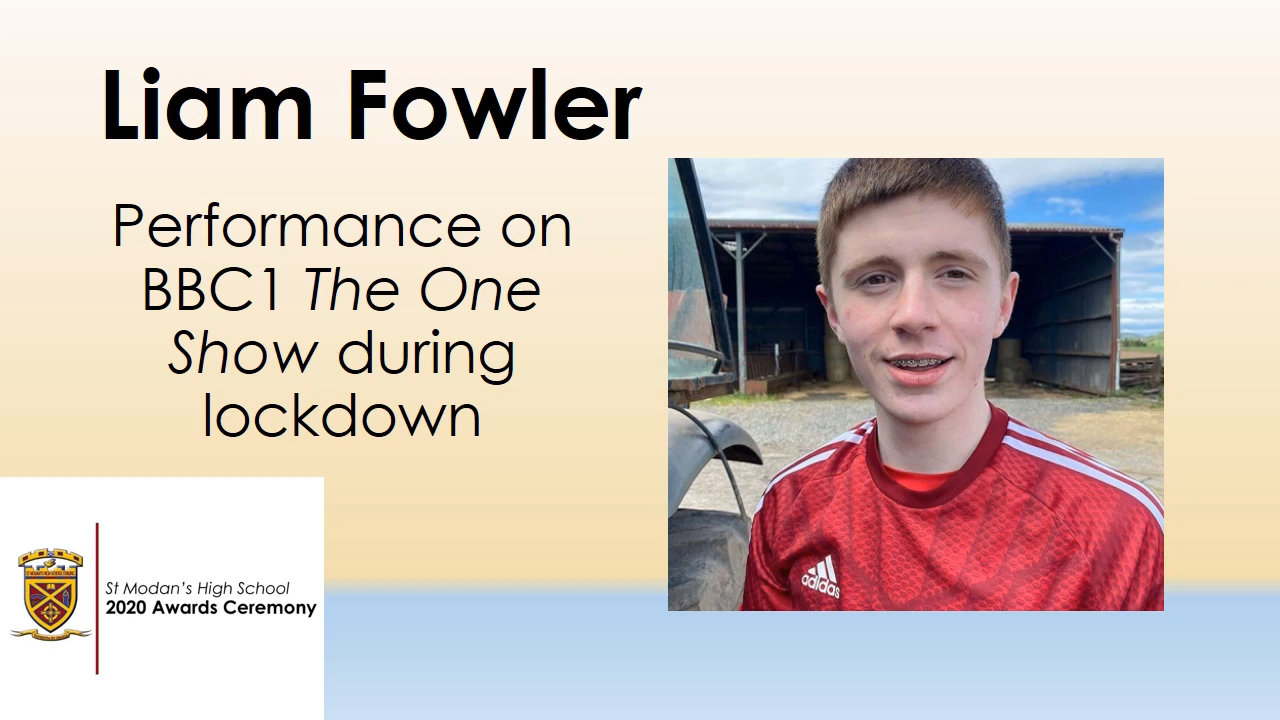 Liam Fowler
Performance on
BBC1 The One
Show during
lockdown
adidas
St Modan's High School
2020 Awards Ceremony